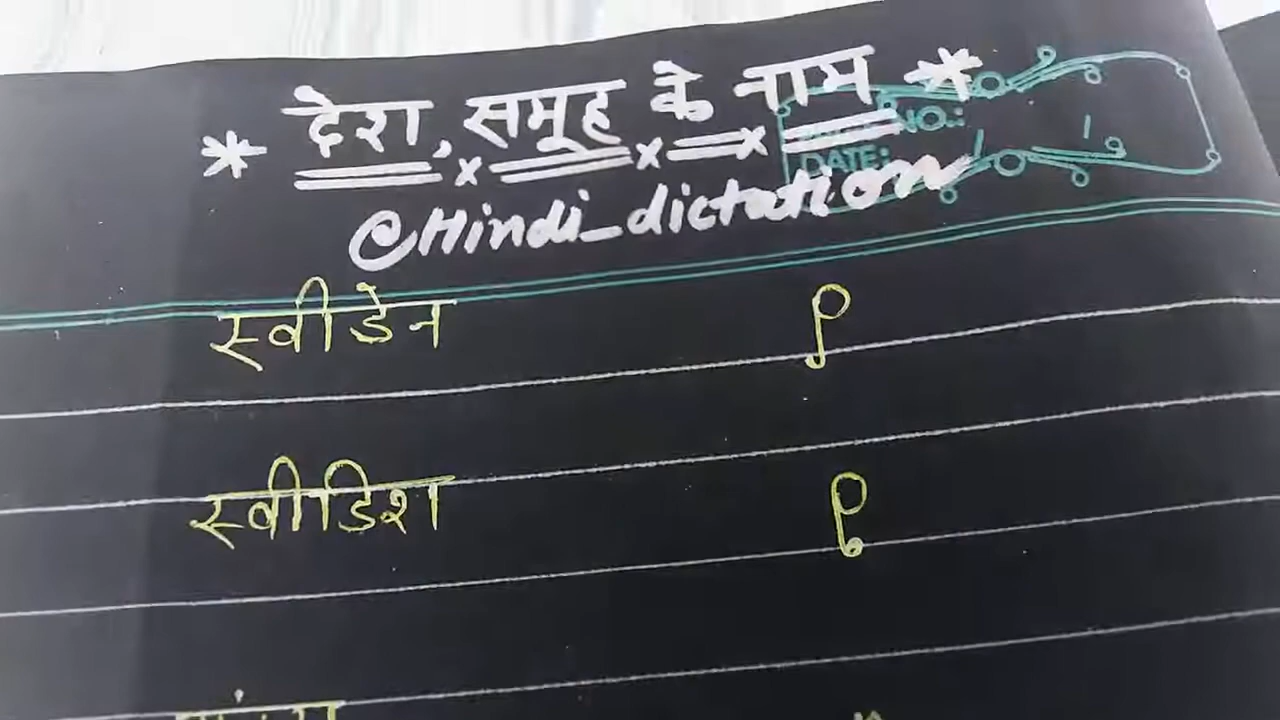 * देश, समूह के नाम *
NO.:
DATE:
@Hindi_dictation
स्वीडेन
स्वीडिश